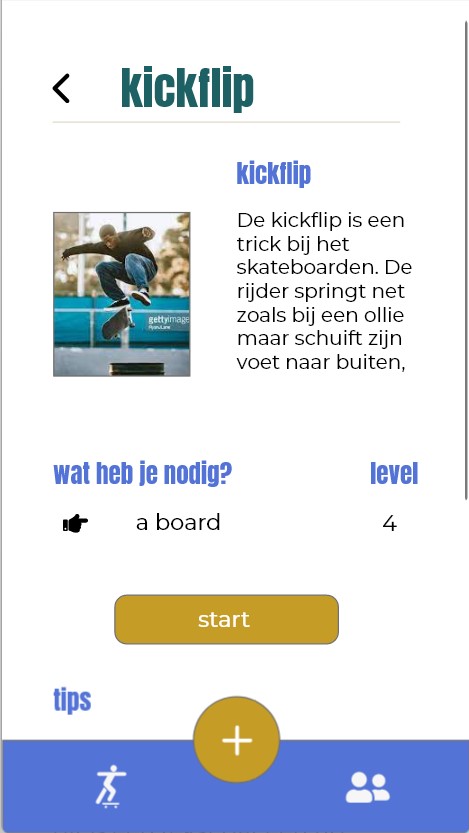 kickflip
kickflip
De kickflip is een
trick bij het
skateboarden. De
rijder springt net
zoals bij een ollie
maar schuift zijn
voet naar buiten,
gettyimage
wat heb je nodig?
level
a board
4
start
tips